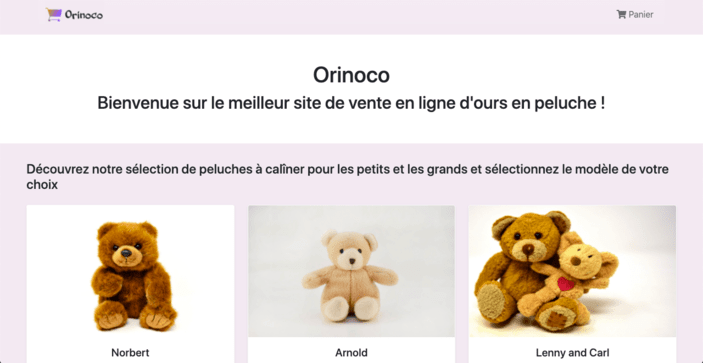 Orinoco
Panier
Orinoco
Bienvenue sur le meilleur site de vente en ligne d'ours en peluche !
Découvrez notre sélection de peluches à calîner pour les petits et les grands et sélectionnez le modèle de votre
choix
Norbert
Arnold
Lenny and Carl